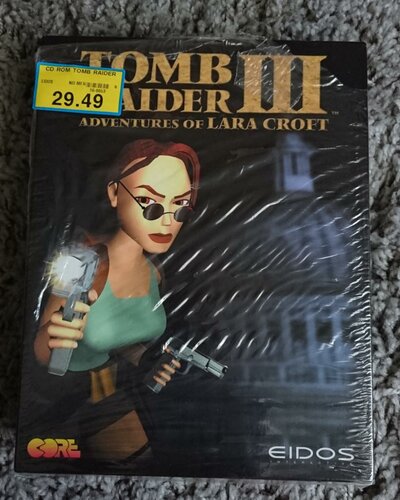 TOMB
CD ROM TOMB RAIDER
29.49
RAIDER III
ADVENTURES OF LARA CROFT
CORE
EIDOS